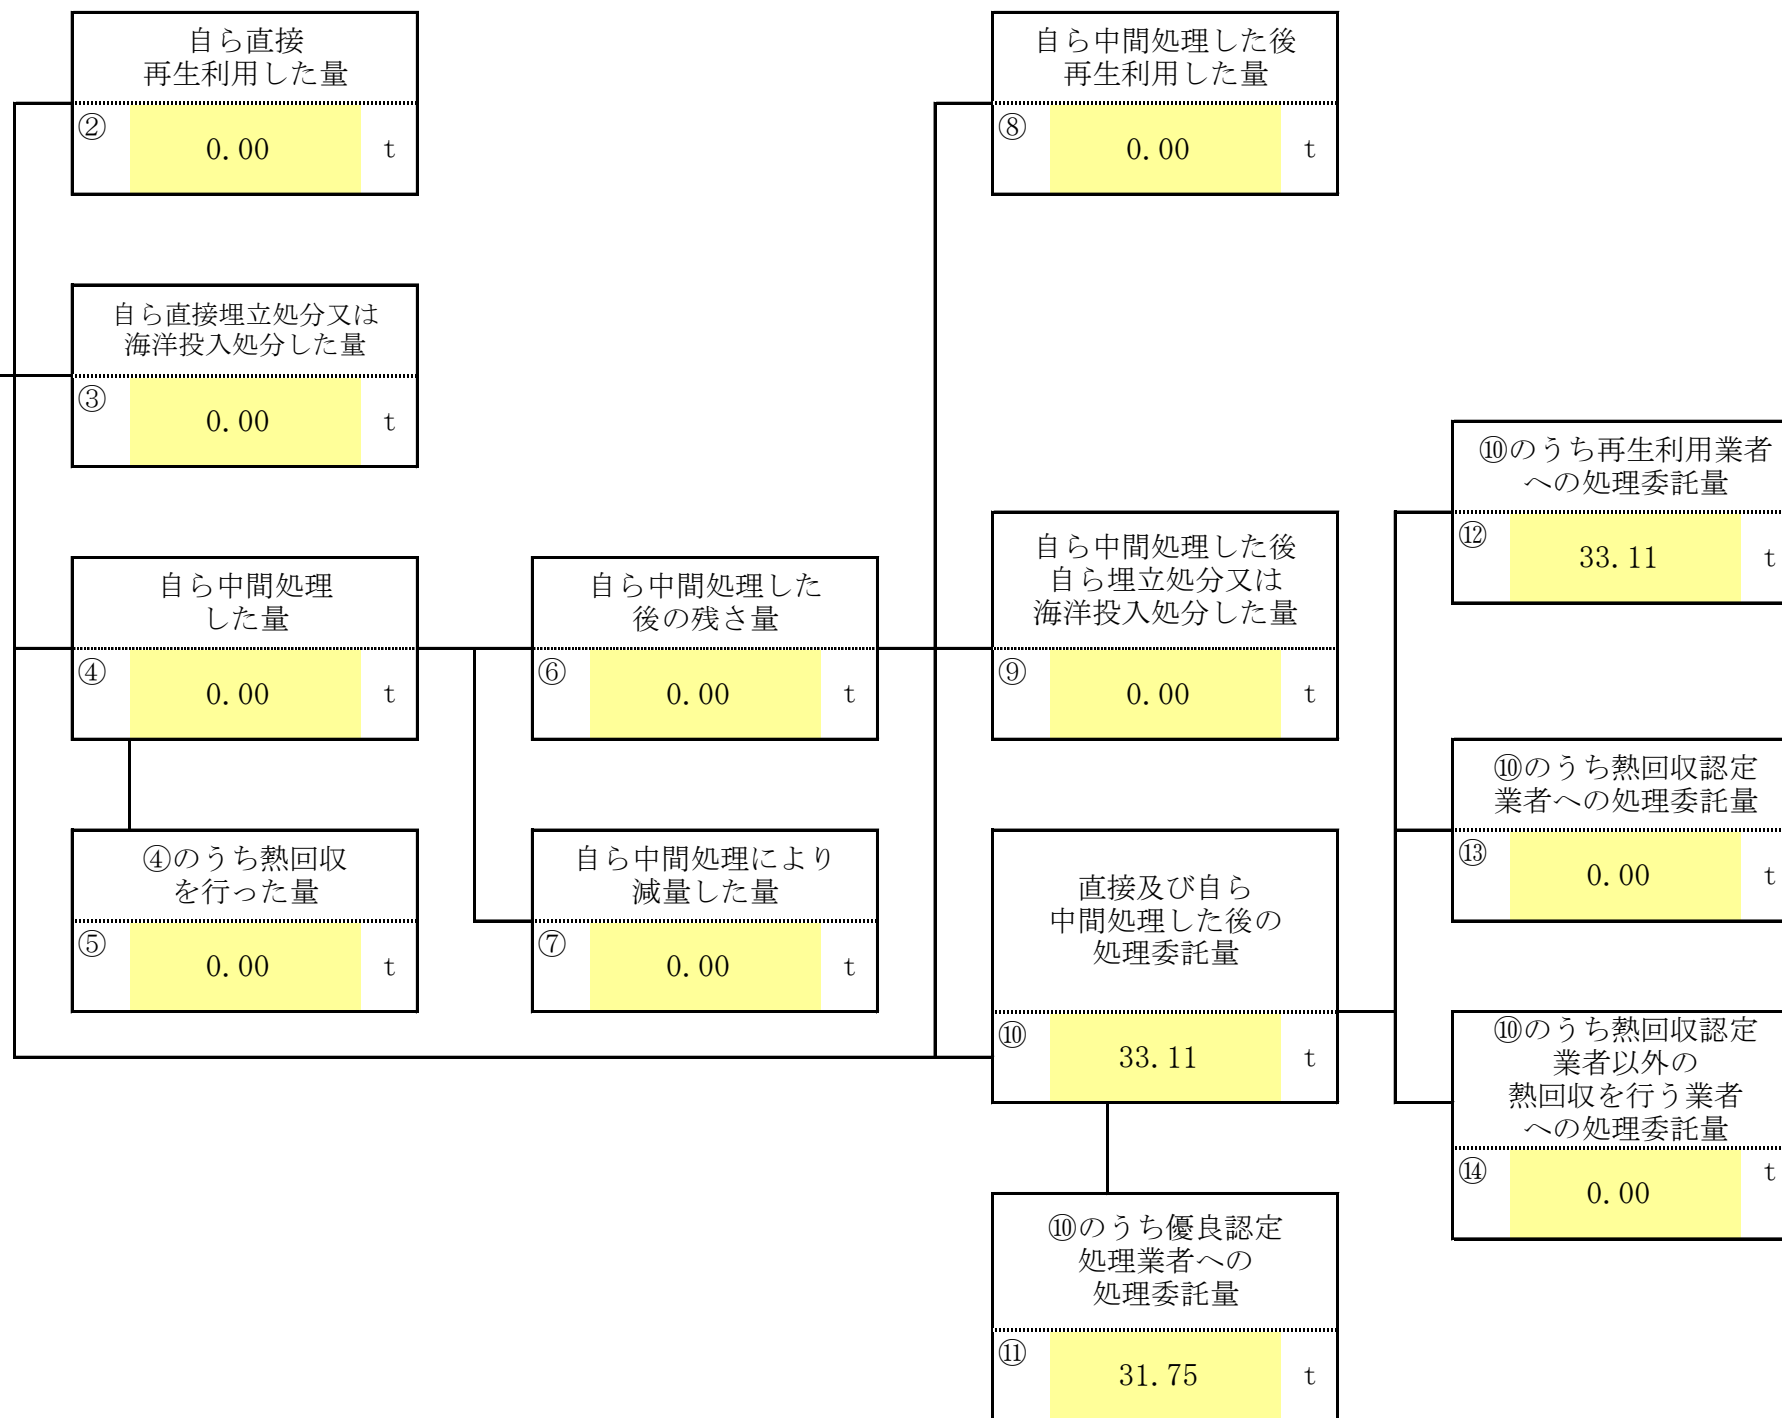 自ら直接
再生利用した量
②
0.00
t
自ら中間処理した後
再生利用した量
⑧
0.00
t
自ら直接埋立処分又は
海洋投入処分した量
③
0.00
t
⑩のうち再生利用業者
への処理委託量
⑫
33.11
t
自ら中間処理
した量
④
0.00
t
自ら中間処理した
後の残さ量
⑥
0.00
t
自ら中間処理した後
自ら埋立処分又は
海洋投入処分した量
⑨
0.00
t
⑩のうち熱回収認定
業者への処理委託量
⑬
0.00
t
④のうち熱回収
を行った量
⑤
0.00
t
自ら中間処理により
減量した量
⑦
0.00
t
直接及び自ら
中間処理した後の
処理委託量
⑩
33.11
t
⑩のうち熱回収認定
業者以外の
熱回収を行う業者
への処理委託量
⑭
0.00
t
⑩のうち優良認定
処理業者への
処理委託量
⑪
31.75
t